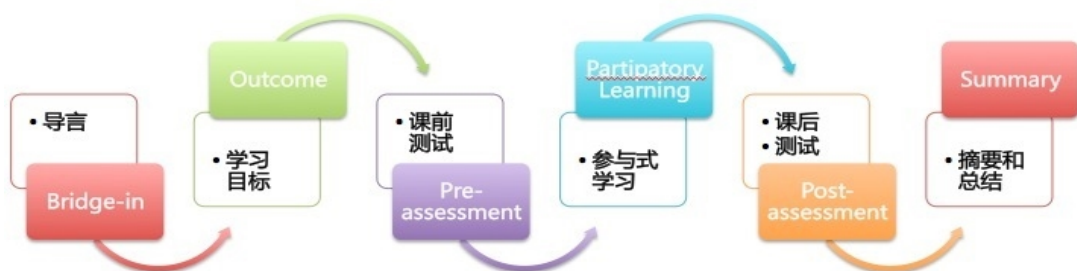 • 导言
Bridge-in
Outcome
• 学习
目标
• 课前
测试
Pre-
assessment
Partipatory
Learning
• 参与式
学习
• 课后
• 测试
Post-
assessment
Summary
• 摘要和
总结